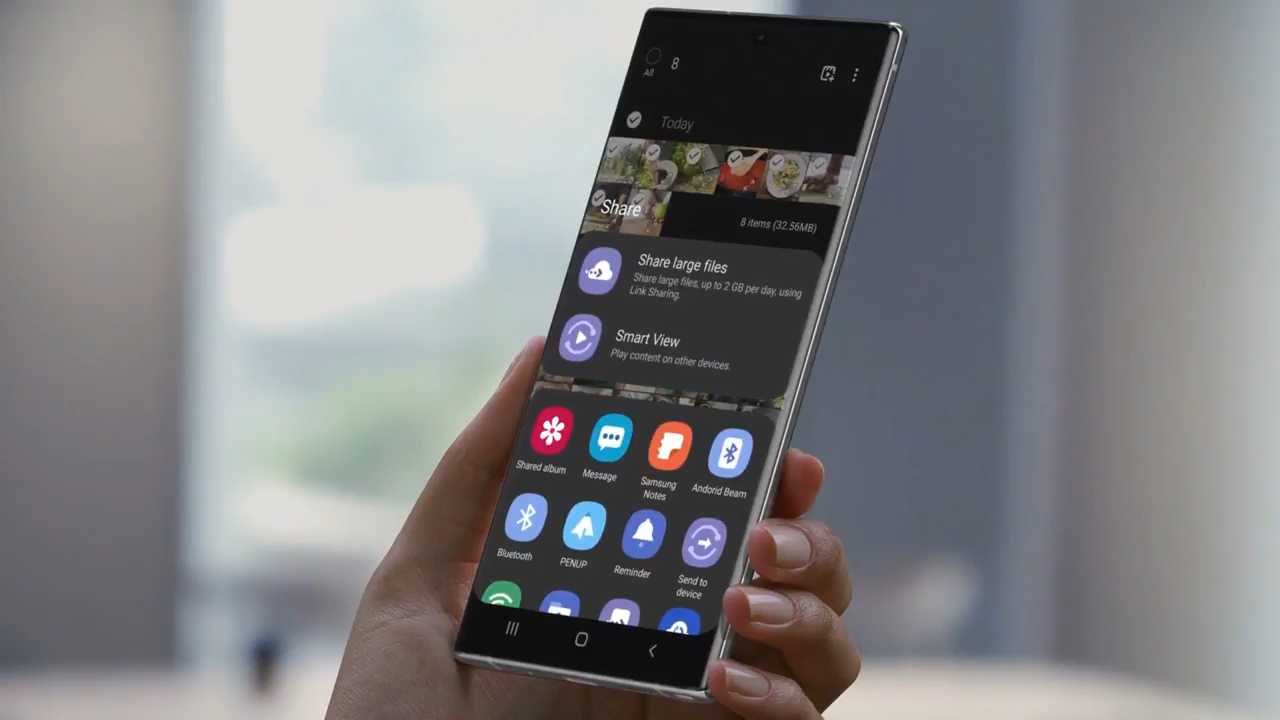 8
All
Today
Share
8 items (32.56MB)
Share large files
Share large files, up to 2 GB per day, using
Link Sharing.
Smart View
Play content on other devices.
Shared album
Message
Samsung
Notes
Andorid Beam
Bluetooth
PENUP
Reminder
Send to
device